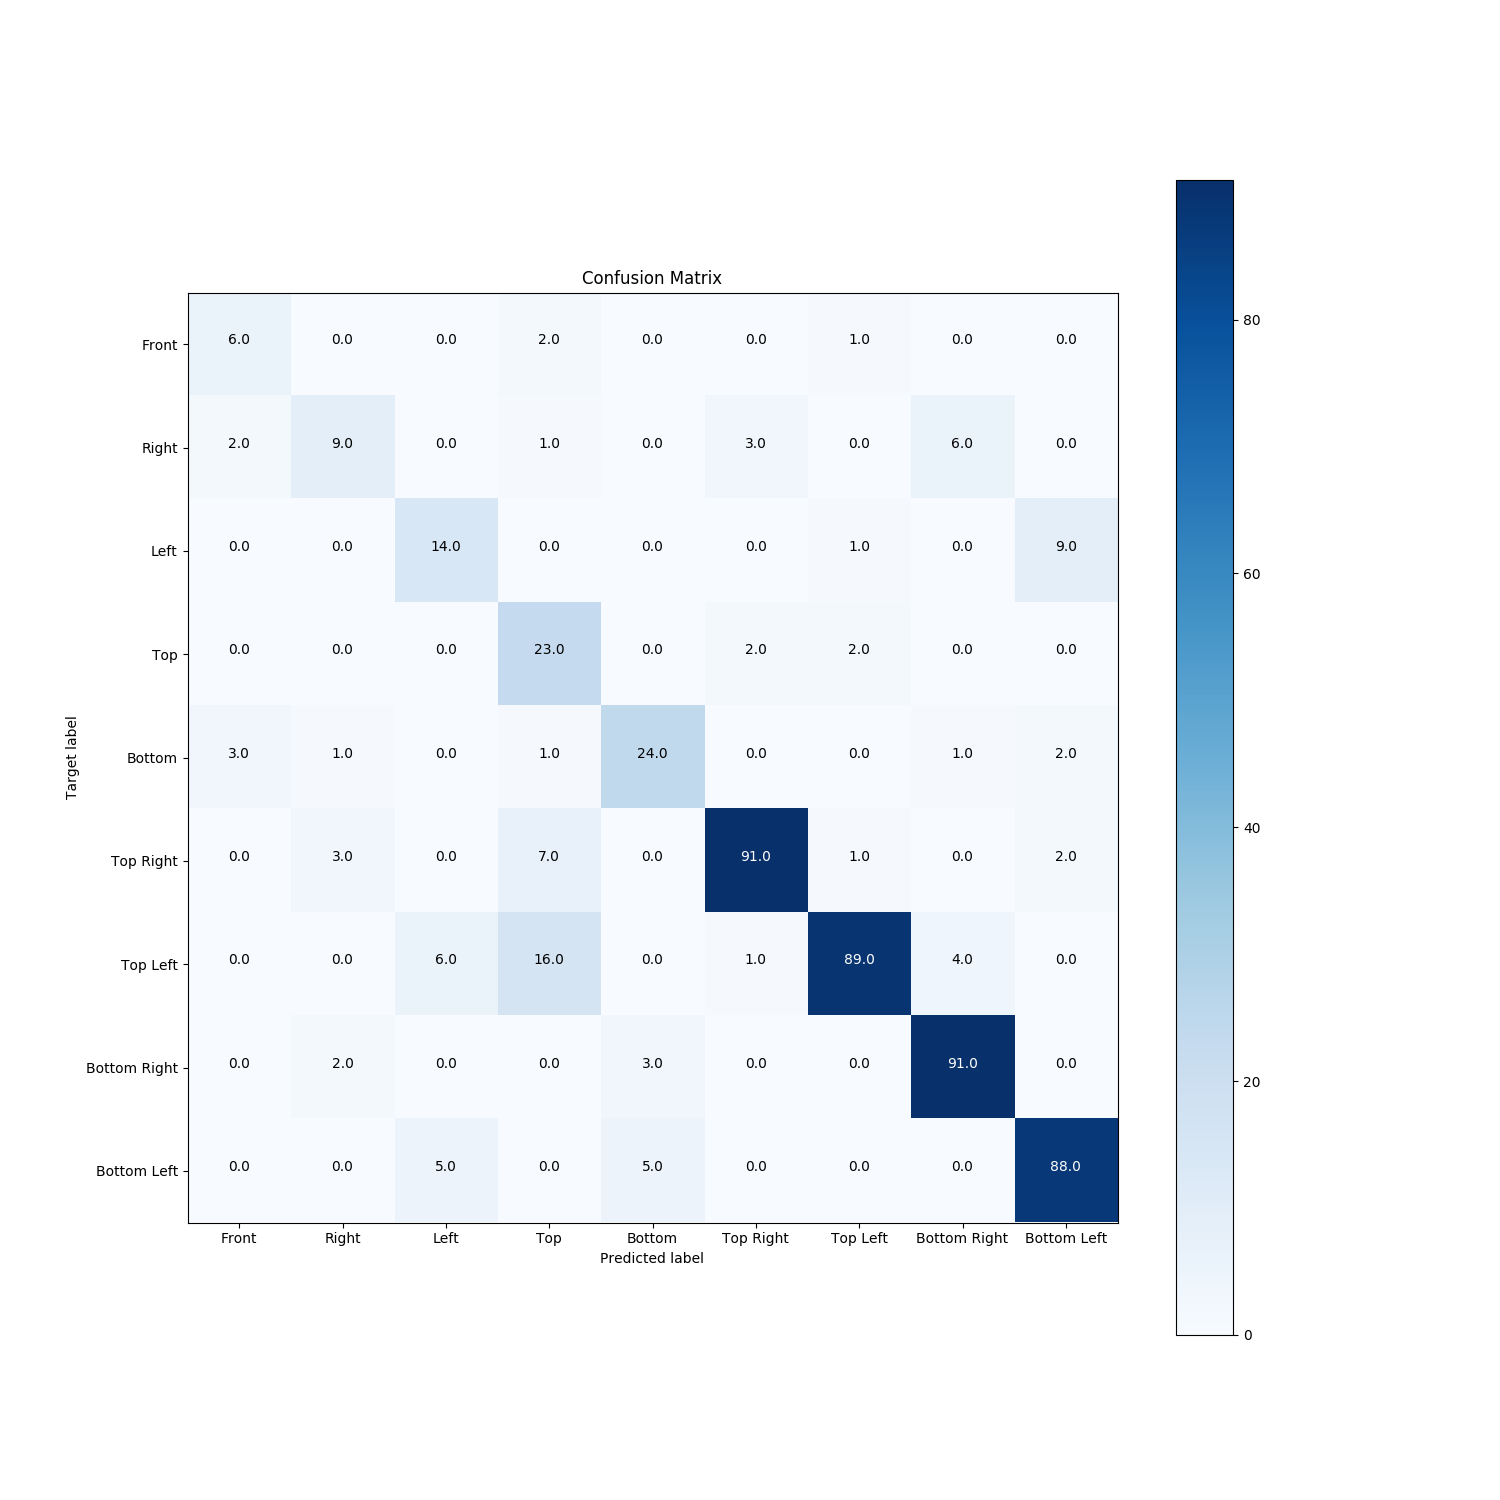 Confusion Matrix
Front 6.0 0.0 0.0 2.0 0.0 0.0 1.0 0.0 0.0
Right 2.0 9.0 0.0 1.0 0.0 3.0 0.0 6.0 0.0
Left 0.0 0.0 14.0 0.0 0.0 0.0 1.0 0.0 9.0
Top 0.0 0.0 0.0 23.0 0.0 2.0 2.0 0.0 0.0
Bottom 3.0 1.0 0.0 1.0 24.0 0.0 0.0 1.0 2.0
Top Right 0.0 3.0 0.0 7.0 0.0 91.0 1.0 0.0 2.0
Top Left 0.0 0.0 6.0 16.0 0.0 1.0 89.0 4.0 0.0
Bottom Right 0.0 2.0 0.0 0.0 3.0 0.0 0.0 91.0 0.0
Bottom Left 0.0 0.0 5.0 0.0 5.0 0.0 0.0 0.0 88.0
Front Right Left Top Bottom Top Right Top Left Bottom Right Bottom Left
Predicted label
Target label
80
60
40
20
0